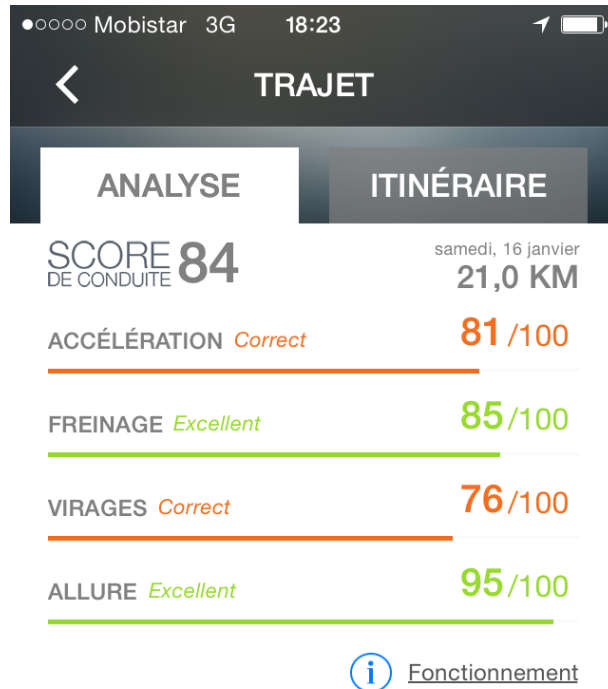 Mobistar 3G 18:23
TRAJET
ANALYSE ITINÉRAIRE
SCORE DE CONDUITE 84
samedi, 16 janvier
21,0 KM
ACCÉLÉRATION Correct 81/100
FREINAGE Excellent 85/100
VIRAGES Correct 76/100
ALLURE Excellent 95/100
i Fonctionnement